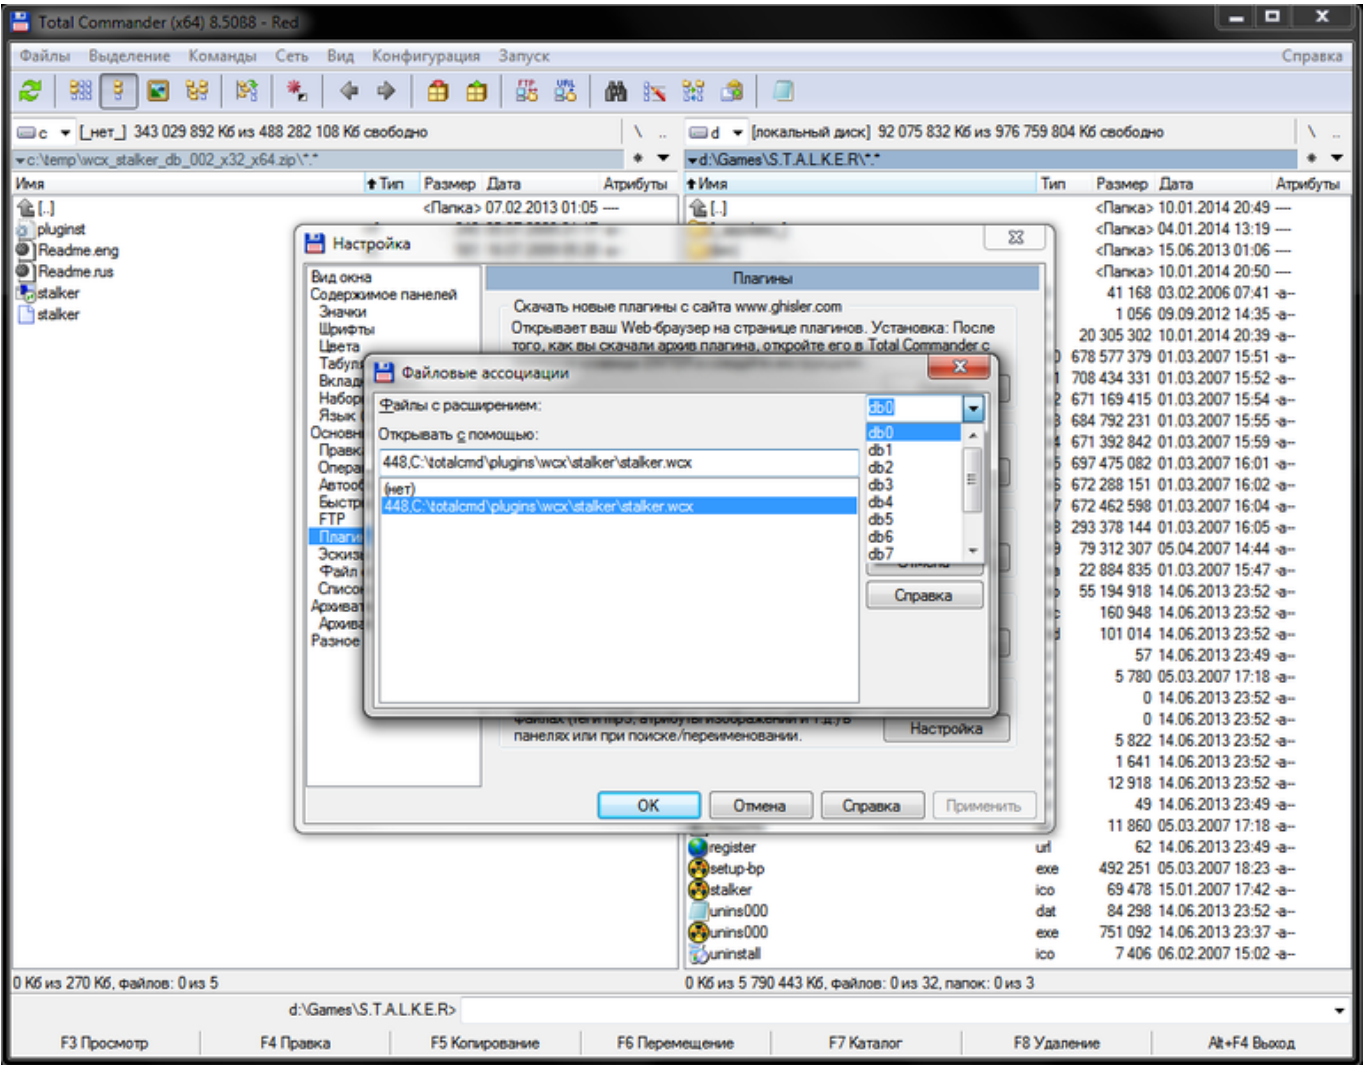 Total Commander (x64) 8.5088 - Red
Файлы Выделение Команды Сеть Вид Конфигурация Запуск Справка
c [_нет_] 343 029 892 Кб из 488 282 108 Кб свободно \ ..
d [локальный диск] 92 075 832 Кб из 976 759 804 Кб свободно \ ..
c:\temp\wcx_stalker_db_002_x32_x64.zip\*.*
d:\Games\S.T.A.L.K.E.R\*.*
Имя Тип Размер Дата Атрибуты
[..] <Папка> 07.02.2013 01:05 ----
pluginst
Readme.eng
Readme.rus
stalker
stalker
Имя Тип Размер Дата Атрибуты
[..] <Папка> 10.01.2014 20:49 ----
<Папка> 04.01.2014 13:19 ----
<Папка> 15.06.2013 01:06 ----
<Папка> 10.01.2014 20:50 ----
41 168 03.02.2006 07:41 -a--
1 056 09.09.2012 14:35 -a--
20 305 302 10.01.2014 20:39 -a--
678 577 379 01.03.2007 15:51 -a--
708 434 331 01.03.2007 15:52 -a--
671 169 415 01.03.2007 15:54 -a--
684 792 231 01.03.2007 15:55 -a--
671 392 842 01.03.2007 15:59 -a--
697 475 082 01.03.2007 16:01 -a--
672 288 151 01.03.2007 16:02 -a--
672 462 598 01.03.2007 16:04 -a--
293 378 144 01.03.2007 16:05 -a--
79 312 307 05.04.2007 14:44 -a--
22 884 835 01.03.2007 15:47 -a--
55 194 918 14.06.2013 23:52 -a--
160 948 14.06.2013 23:52 -a--
101 014 14.06.2013 23:52 -a--
57 14.06.2013 23:49 -a--
5 780 05.03.2007 17:18 -a--
0 14.06.2013 23:52 -a--
0 14.06.2013 23:52 -a--
5 822 14.06.2013 23:52 -a--
1 641 14.06.2013 23:52 -a--
12 918 14.06.2013 23:52 -a--
49 14.06.2013 23:49 -a--
11 860 05.03.2007 17:18 -a--
register url 62 14.06.2013 23:49 -a--
setup-bp exe 492 251 05.03.2007 18:23 -a--
stalker ico 69 478 15.01.2007 17:42 -a--
unins000 dat 84 298 14.06.2013 23:52 -a--
unins000 exe 751 092 14.06.2013 23:37 -a--
uninstall ico 7 406 06.02.2007 15:02 -a--
Настройка
Вид окна
Содержимое панелей
Значки
Шрифты
Цвета
Основн
FTP
Разное
Плагины
Скачать новые плагины с сайта www.ghisler.com
Открывает ваш Web-браузер на странице плагинов. Установка: После
того, как вы скачали архив плагина, откройте его в Total Commander с
Файловые ассоциации
Файлы с расширением:
db0
Открывать с помощью:
448,C:\totalcmd\plugins\wcx\stalker\stalker.wcx
(нет)
448,C:\totalcmd\plugins\wcx\stalker\stalker.wcx
db0
db1
db2
db3
db4
db5
db6
db7
Отмена
Справка
файлах (теги mp3, атрибуты изображений и т.д.) в
панелях или при поиске/переименовании.
Настройка
OK Отмена Справка Применить
0 Кб из 270 Кб, файлов: 0 из 5
0 Кб из 5 790 443 Кб, файлов: 0 из 32, папок: 0 из 3
d:\Games\S.T.A.L.K.E.R>
F3 Просмотр F4 Правка F5 Копирование F6 Перемещение F7 Каталог F8 Удаление Alt+F4 Выход